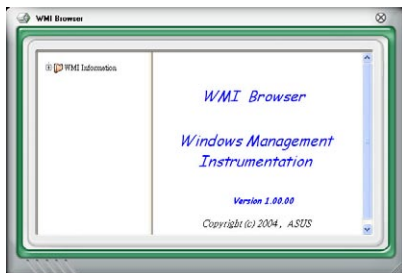 WMI Browser
WMI Information
WMI Browser
Windows Management
Instrumentation
Version 1.00.00
Copyright (c) 2004, ASUS